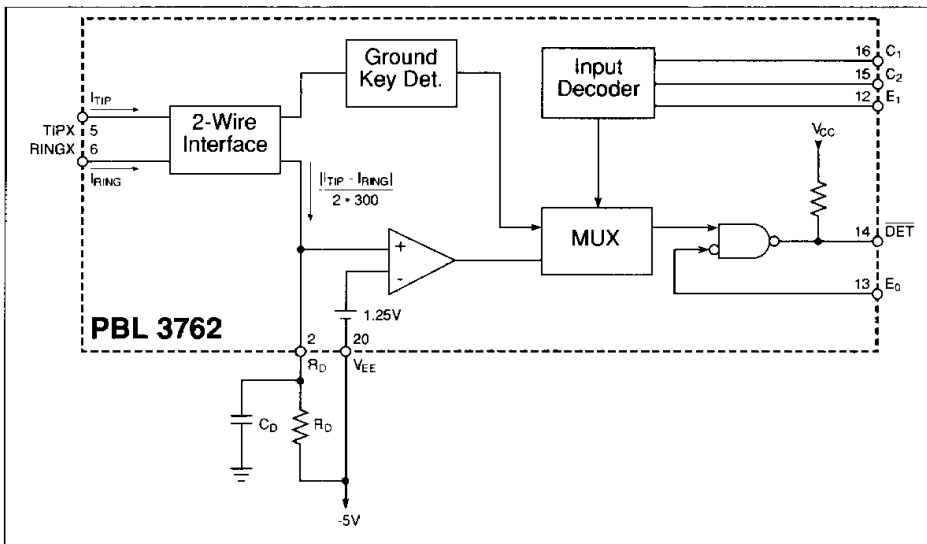 Ground
Key Det.
Input
Decoder
16 C1
15 C2
12 E1
ITIP
TiPX 5
2-Wire
Interface
RINGX 6
IRING
VCC
|ITIP - IRING|
2 • 300
+
-
MUX
14 DET
13 E0
1.25V
PBL 3762
2
20
RD
VEE
CD
RD
-5V